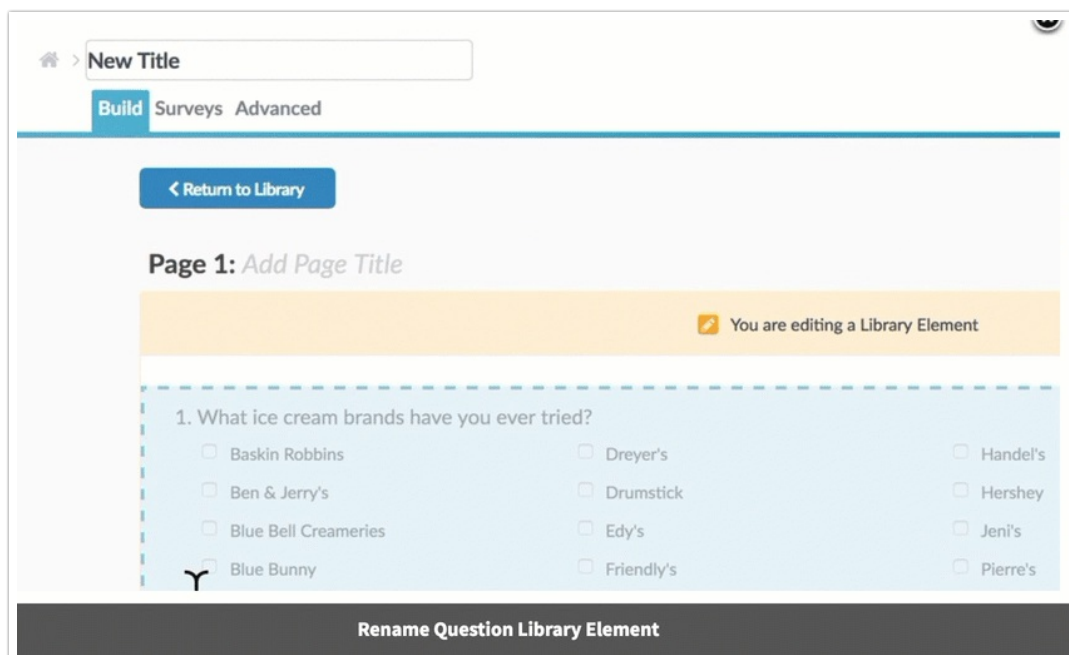 New Title
Build Surveys Advanced
Return to Library
Page 1: Add Page Title
You are editing a Library Element
1. What ice cream brands have you ever tried?
Baskin Robbins Dreyer's Handel's
Ben & Jerry's Drumstick Hershey
Blue Bell Creameries Edy's Jeni's
Blue Bunny Friendly's Pierre's
Rename Question Library Element